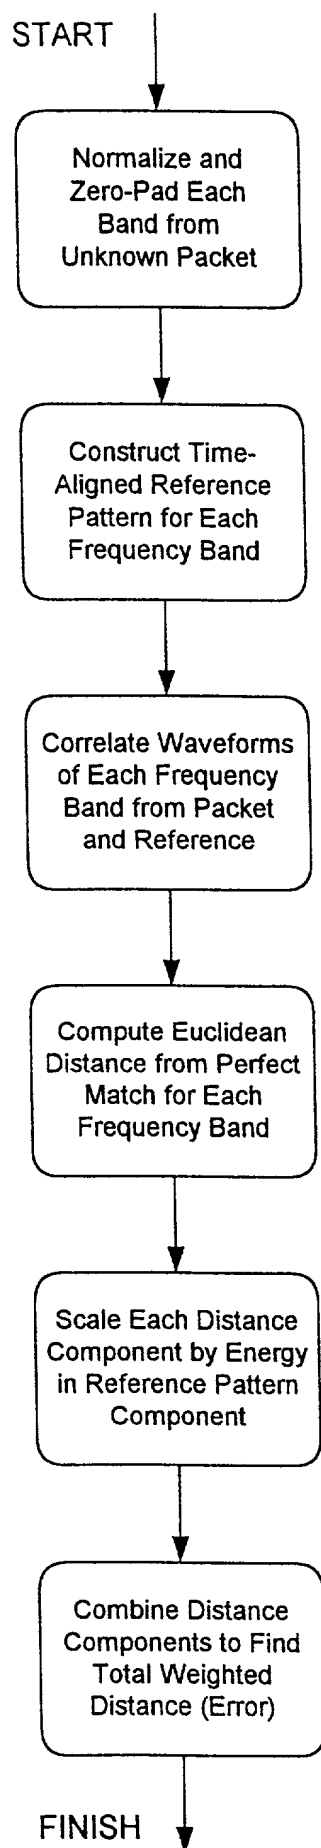 START
Normalize and
Zero-Pad Each
Band from
Unknown Packet
Construct Time-
Aligned Reference
Pattern for Each
Frequency Band
Correlate Waveforms
of Each Frequency
Band from Packet
and Reference
Compute Euclidean
Distance from Perfect
Match for Each
Frequency Band
Scale Each Distance
Component by Energy
in Reference Pattern
Component
Combine Distance
Components to Find
Total Weighted
Distance (Error)
FINISH